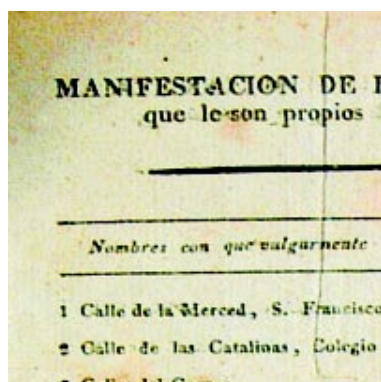 MANIFESTACION DE
que le son propios
Nombres con que vulgarmente
1 Calle de la Merced, S. Francisco
2 Calle de las Catalinas, Colegio